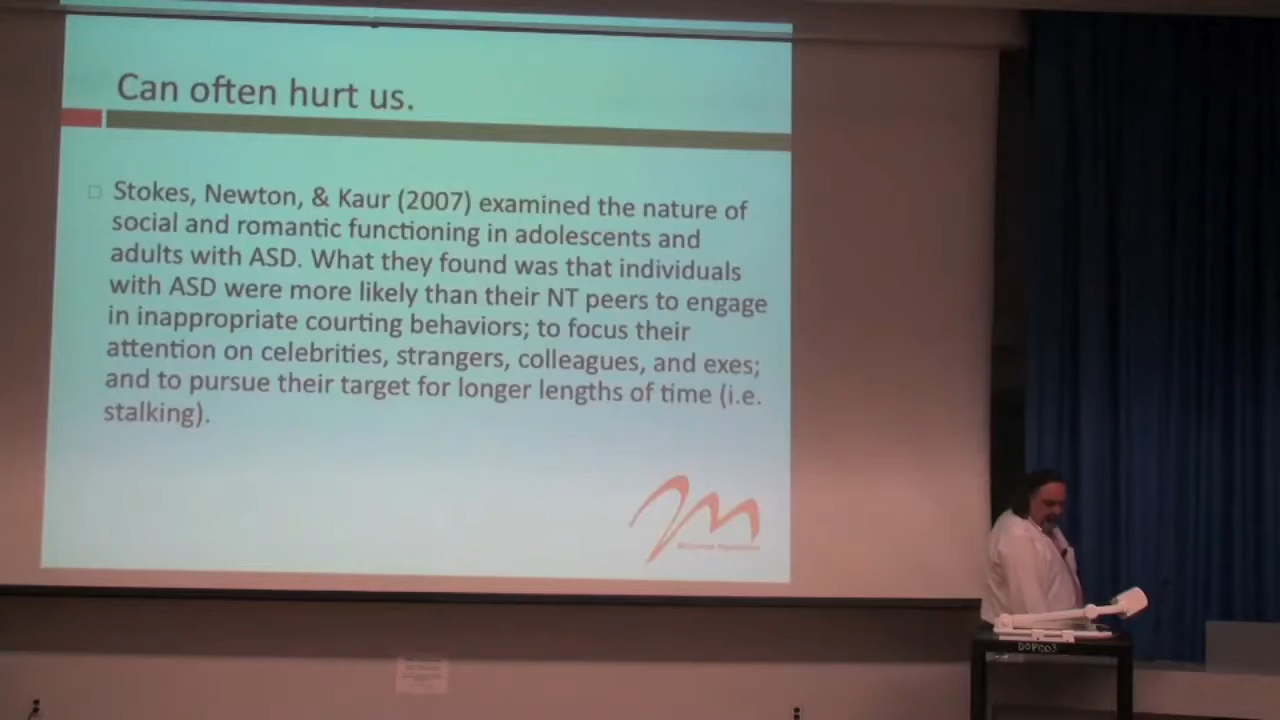 Can often hurt us.
Stokes, Newton, & Kaur (2007) examined the nature of
social and romantic functioning in adolescents and
adults with ASD. What they found was that individuals
with ASD were more likely than their NT peers to engage
in inappropriate courting behaviors; to focus their
attention on celebrities, strangers, colleagues, and exes;
and to pursue their target for longer lengths of time (i.e.
stalking).